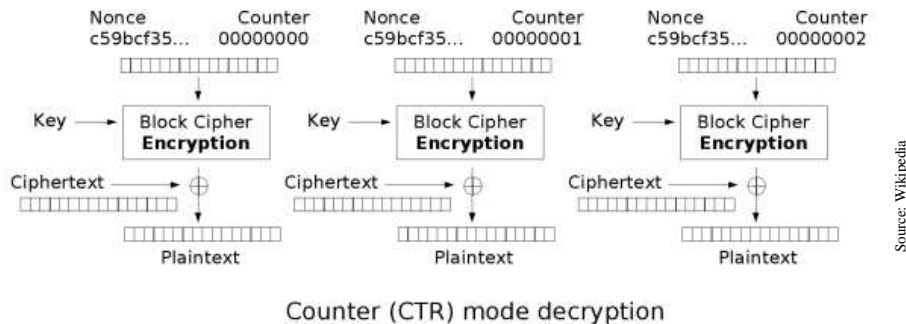 Nonce Counter Nonce Counter Nonce Counter
c59bcf35... 00000000 c59bcf35... 00000001 c59bcf35... 00000002
Key Block Cipher Key Block Cipher Key Block Cipher
Encryption Encryption Encryption
Ciphertext Ciphertext Ciphertext
Plaintext Plaintext Plaintext
Counter (CTR) mode decryption
Source: Wikipedia